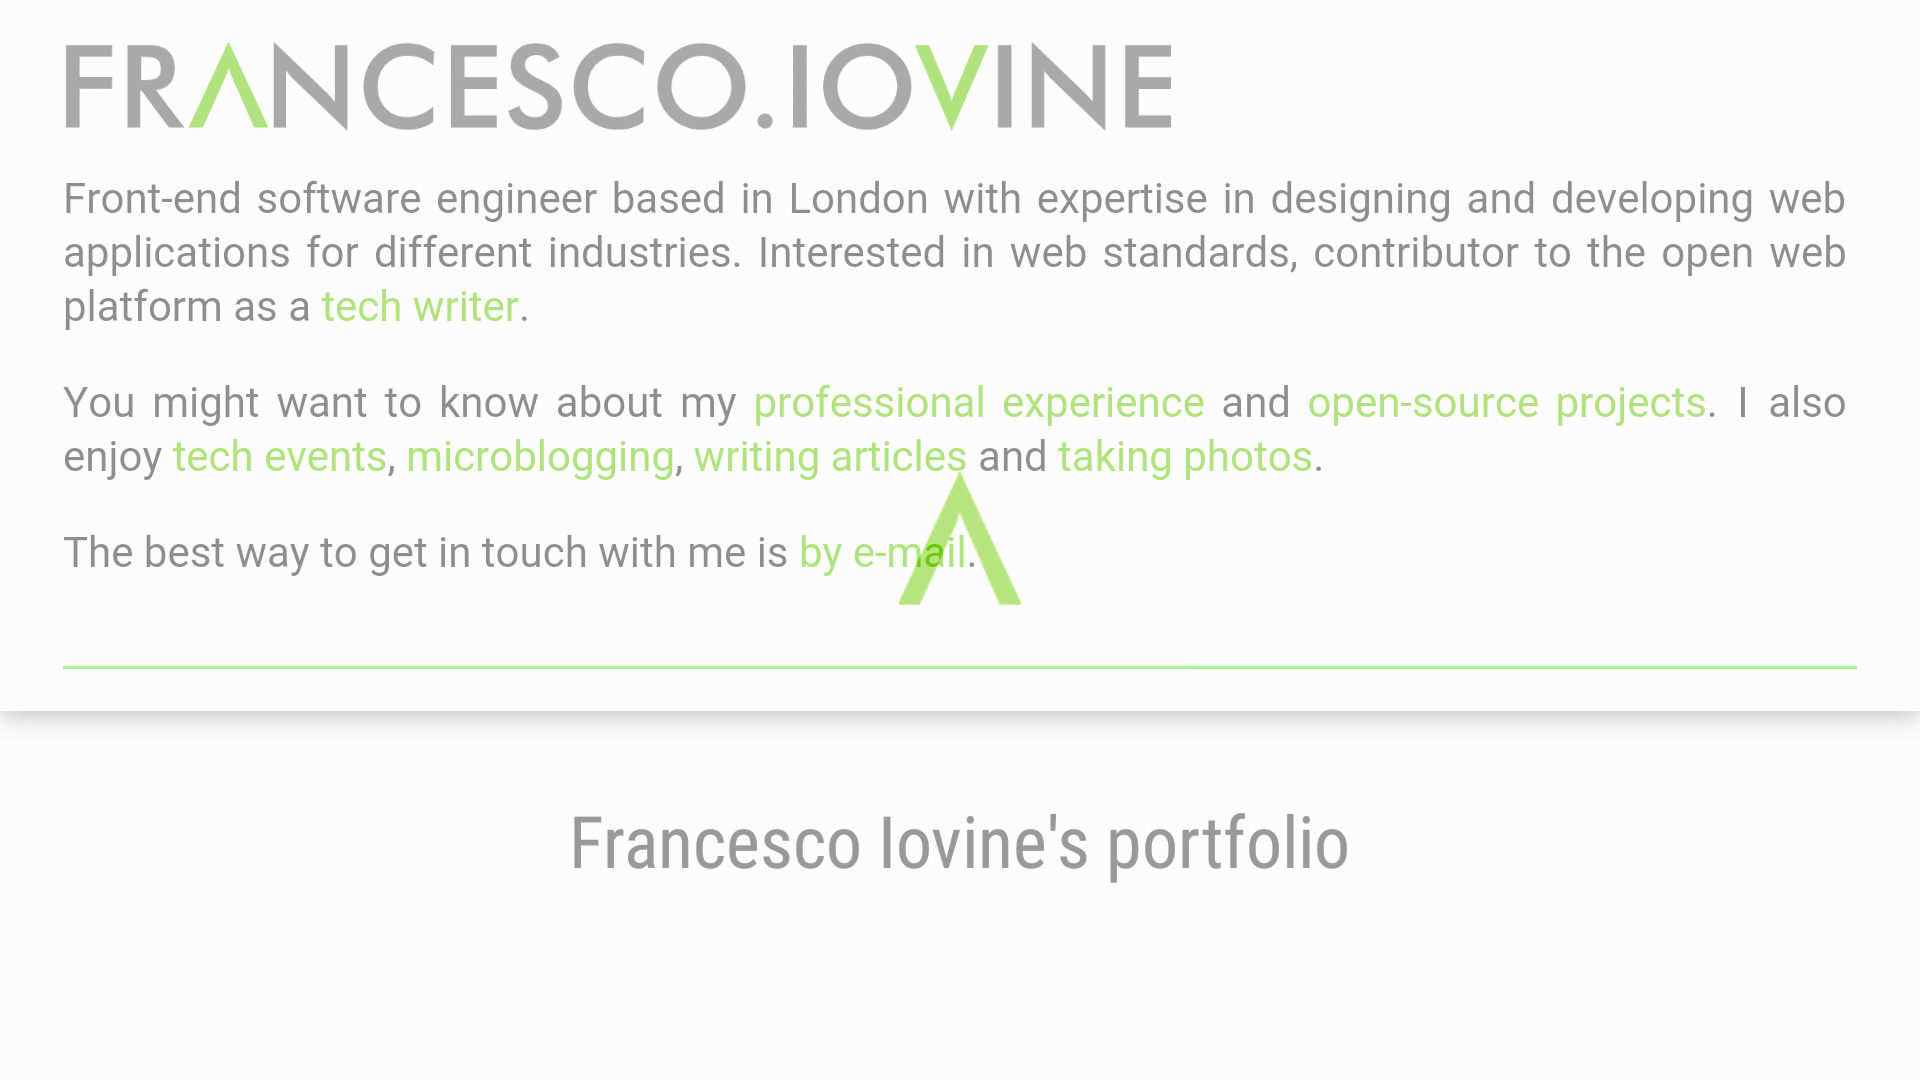 FRANCESCO.IOVINE
Front-end software engineer based in London with expertise in designing and developing web
applications for different industries. Interested in web standards, contributor to the open web
platform as a tech writer.
You might want to know about my professional experience and open-source projects. I also
enjoy tech events, microblogging, writing articles and taking photos.
The best way to get in touch with me is by e-mail.
Francesco Iovine's portfolio